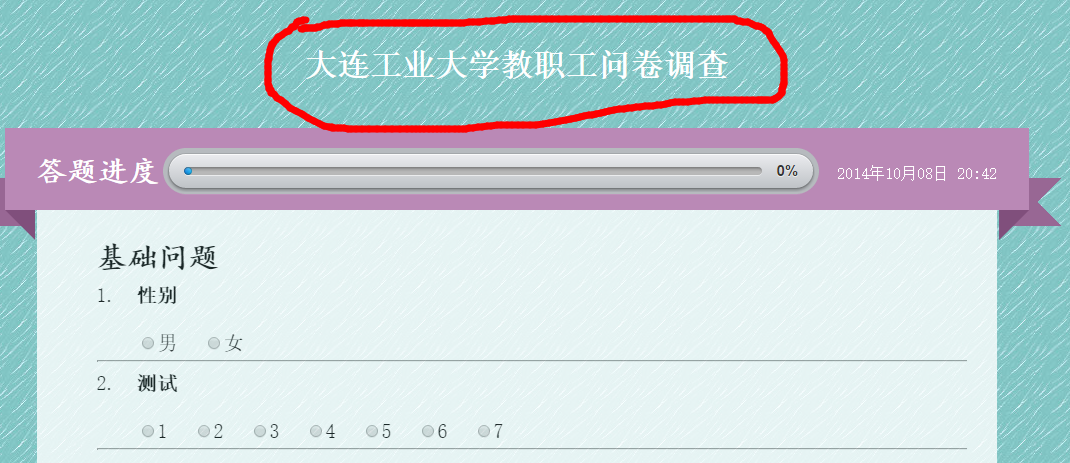 大连工业大学教职工问卷调查
答题进度 0% 2014年10月08日 20:42
基础问题
1. 性别
男 女
2. 测试
1 2 3 4 5 6 7